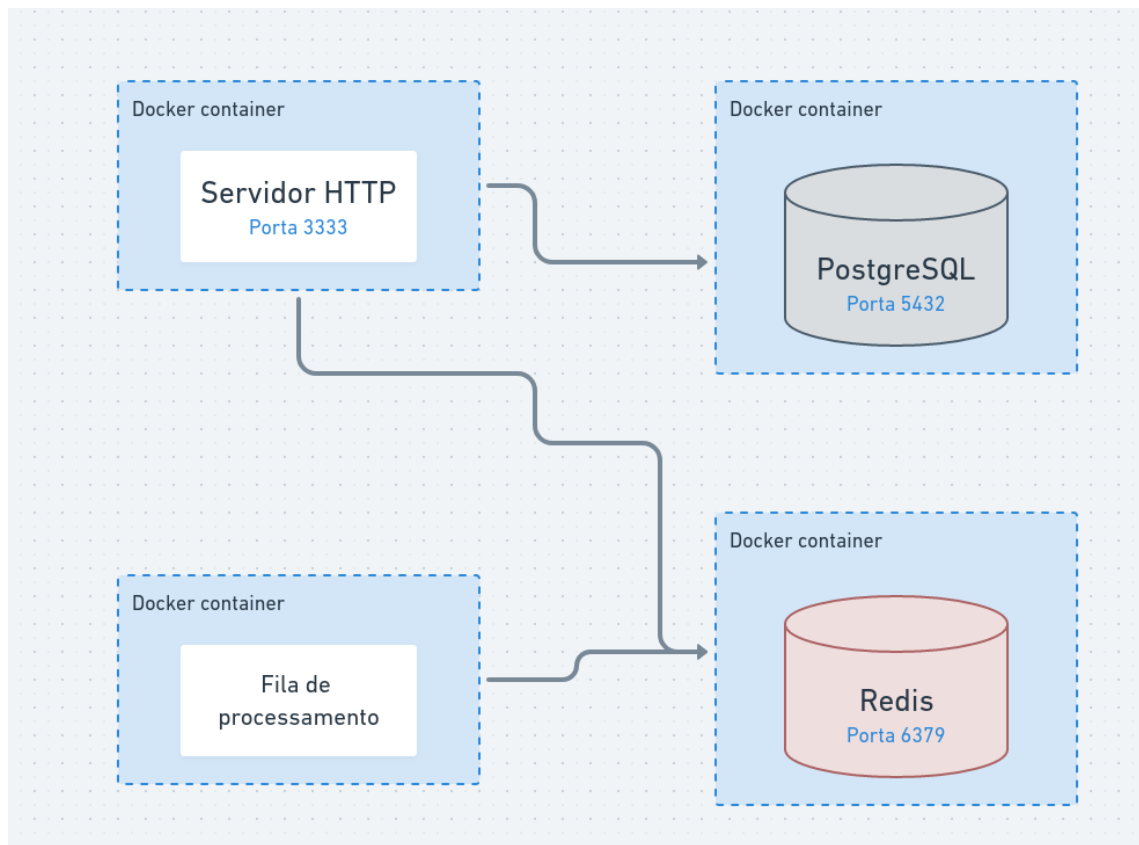 Docker container
Servidor HTTP
Porta 3333
Docker container
PostgreSQL
Porta 5432
Docker container
Fila de
processamento
Docker container
Redis
Porta 6379